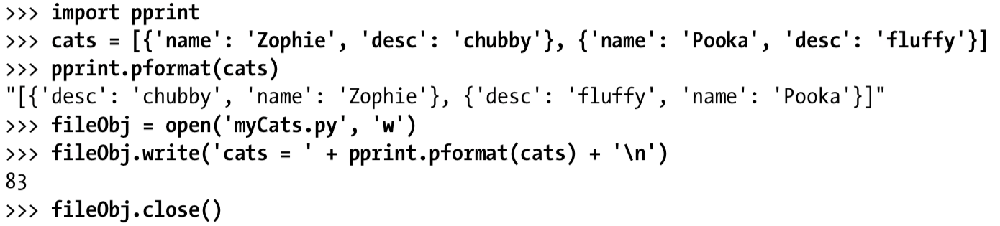 >>> import pprint
>>> cats = [{'name': 'Zophie', 'desc': 'chubby'}, {'name': 'Pooka', 'desc': 'fluffy'}]
>>> pprint.pformat(cats)
"[{'desc': 'chubby', 'name': 'Zophie'}, {'desc': 'fluffy', 'name': 'Pooka'}]"
>>> fileObj = open('myCats.py', 'w')
>>> fileObj.write('cats = ' + pprint.pformat(cats) + '\n')
83
>>> fileObj.close()